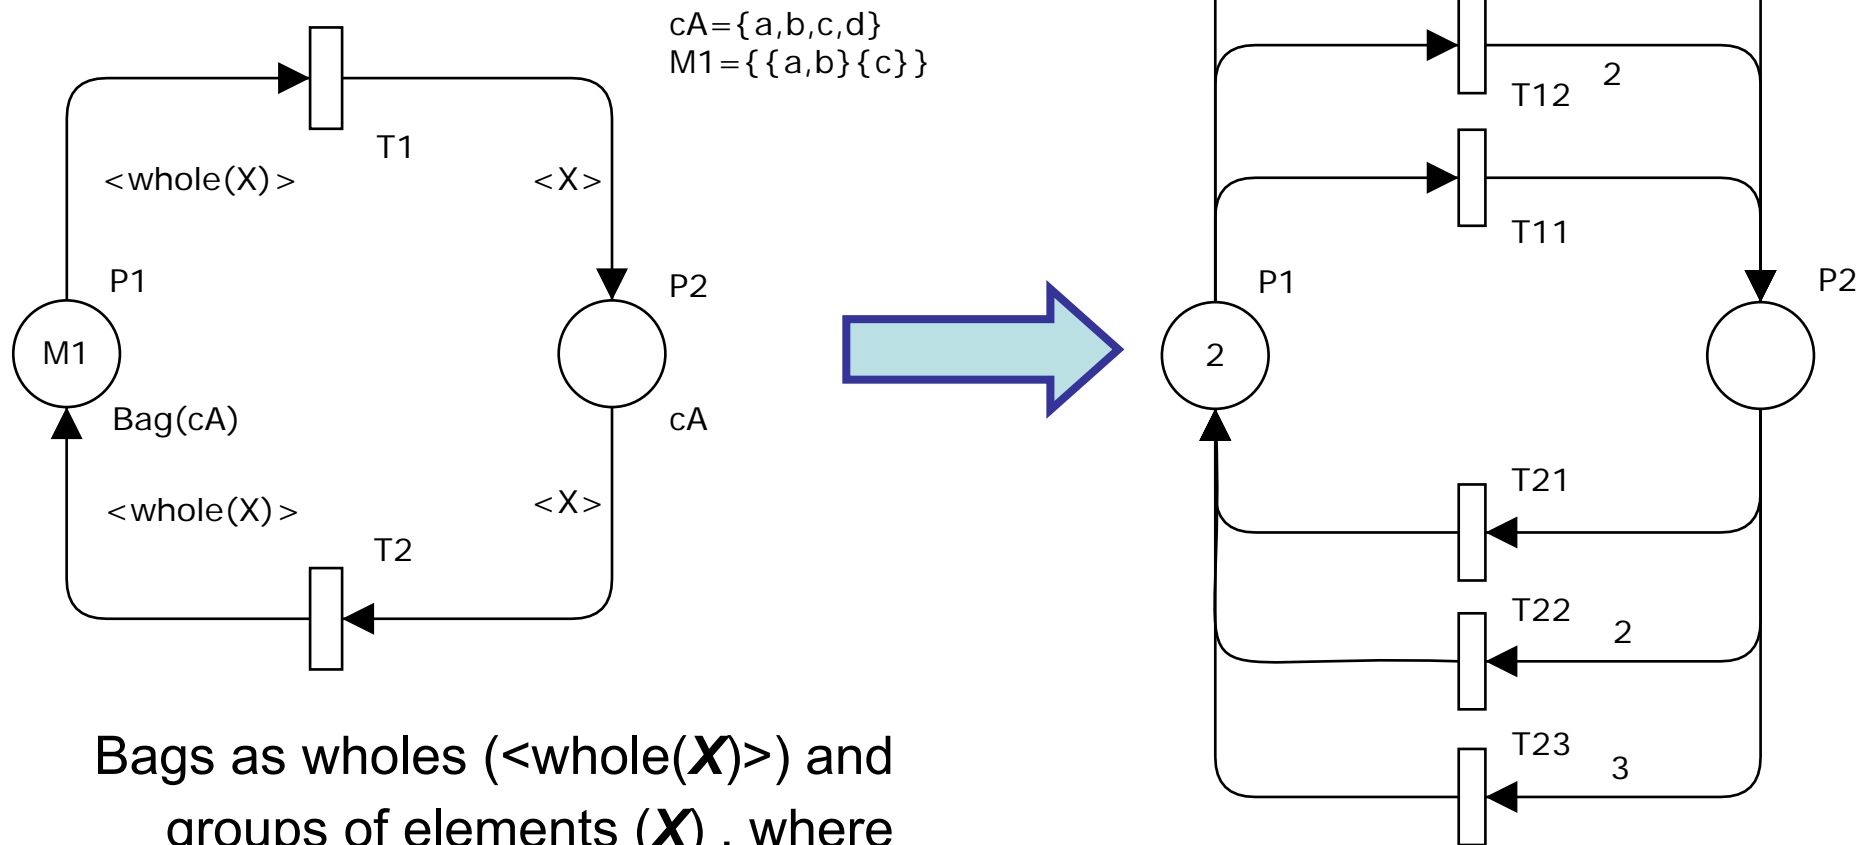 cA={a,b,c,d}
M1={{a,b}{c}}
T1
<whole(X)>
<X>
P1
P2
M1
Bag(cA)
cA
<whole(X)>
<X>
T2
T12
2
T11
P1
P2
2
T21
T22
2
T23
3
Bags as wholes (<whole(X)>) and
groups of elements (X) , where